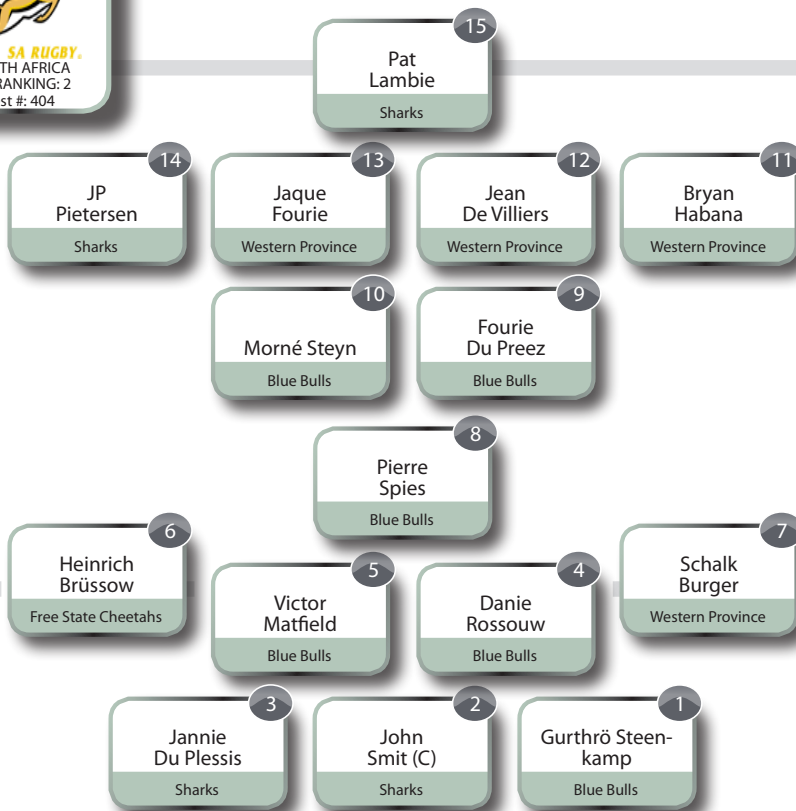 SA RUGBY.
TH AFRICA
RANKING: 2
st #: 404
15
Pat
Lambie
Sharks
14
JP
Pietersen
Sharks
13
Jaque
Fourie
Western Province
12
Jean
De Villiers
Western Province
11
Bryan
Habana
Western Province
10
Morné Steyn
Blue Bulls
9
Fourie
Du Preez
Blue Bulls
8
Pierre
Spies
Blue Bulls
6
Heinrich
Brüssow
Free State Cheetahs
5
Victor
Matfield
Blue Bulls
4
Danie
Rossouw
Blue Bulls
7
Schalk
Burger
Western Province
3
Jannie
Du Plessis
Sharks
2
John
Smit (C)
Sharks
1
Gurthrö Steen-
kamp
Blue Bulls